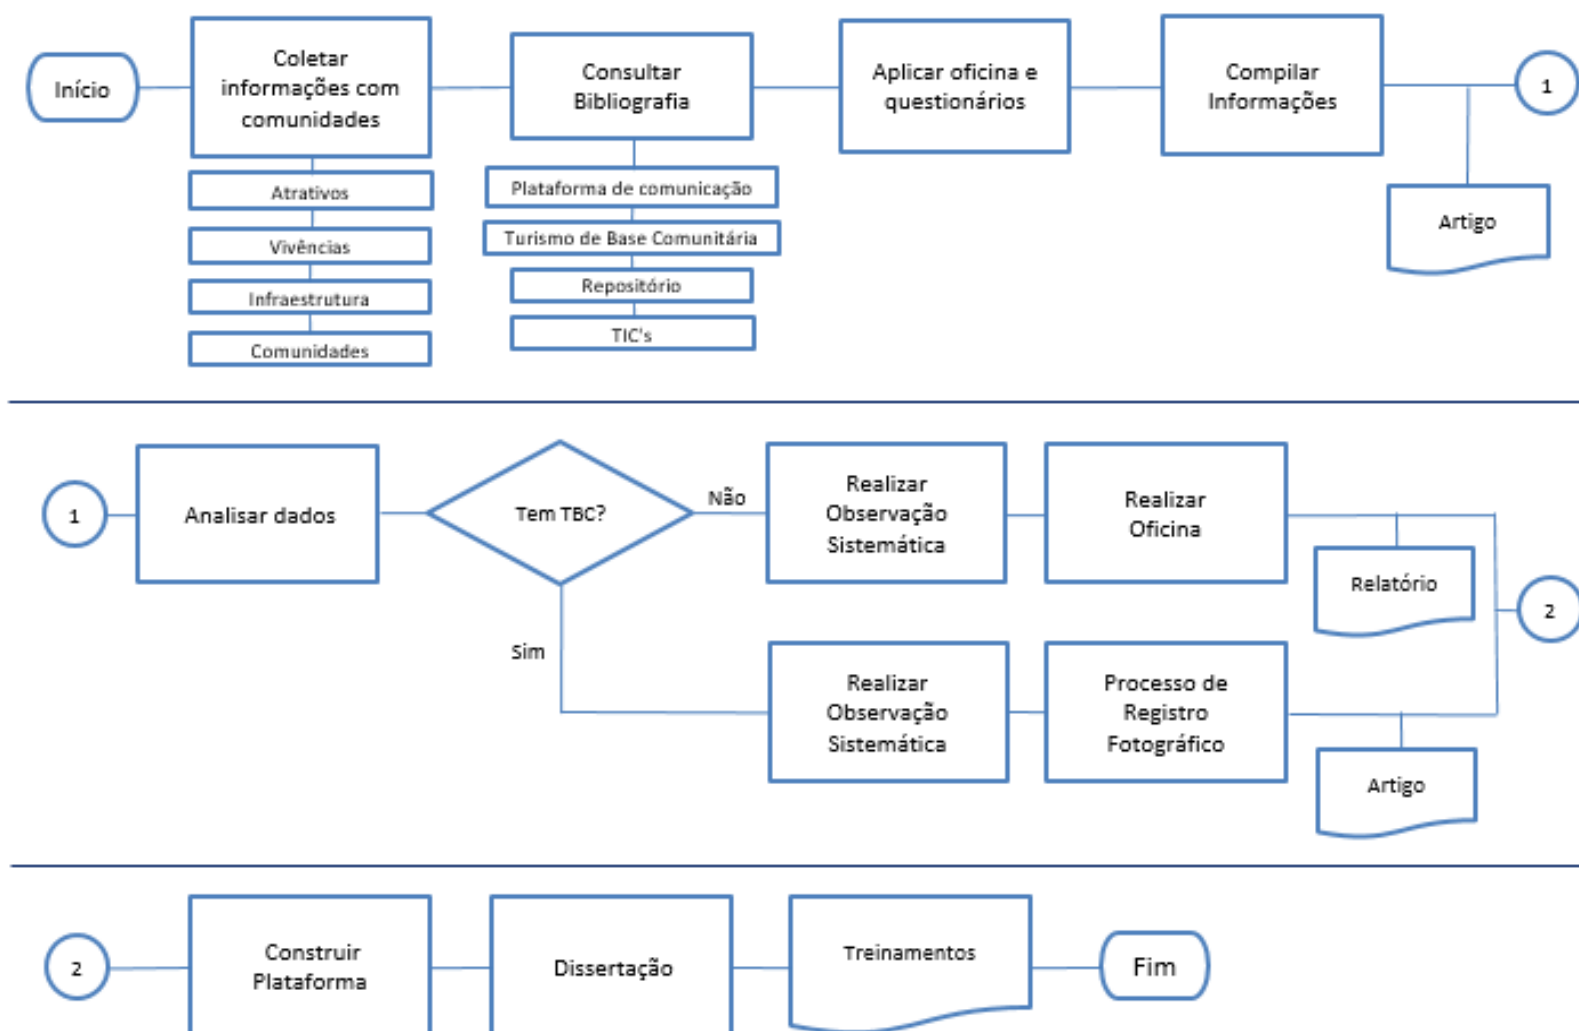 Início
Coletar
informações com
comunidades
Atrativos
Vivências
Infraestrutura
Comunidades
Consultar
Bibliografia
Plataforma de comunicação
Turismo de Base Comunitária
Repositório
TIC's
Aplicar oficina e
questionários
Compilar
Informações
Artigo
1
1
Analisar dados
Tem TBC?
Não
Realizar
Observação
Sistemática
Realizar
Oficina
Relatório
Sim
Realizar
Observação
Sistemática
Processo de
Registro
Fotográfico
Artigo
2
2
Construir
Plataforma
Dissertação
Treinamentos
Fim